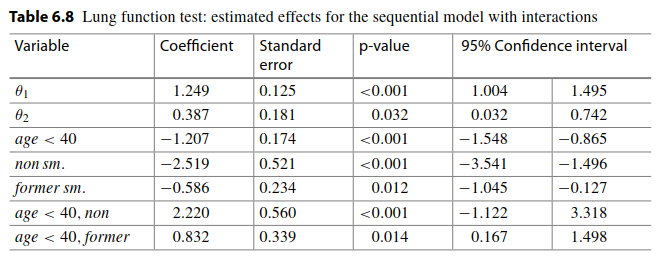 Table 6.8 Lung function test: estimated effects for the sequential model with interactions
Variable Coefficient Standard error p-value 95% Confidence interval
θ1 1.249 0.125 <0.001 1.004 1.495
θ2 0.387 0.181 0.032 0.032 0.742
age < 40 −1.207 0.174 <0.001 −1.548 −0.865
non sm. −2.519 0.521 <0.001 −3.541 −1.496
former sm. −0.586 0.234 0.012 −1.045 −0.127
age < 40, non 2.220 0.560 <0.001 −1.122 3.318
age < 40, former 0.832 0.339 0.014 0.167 1.498